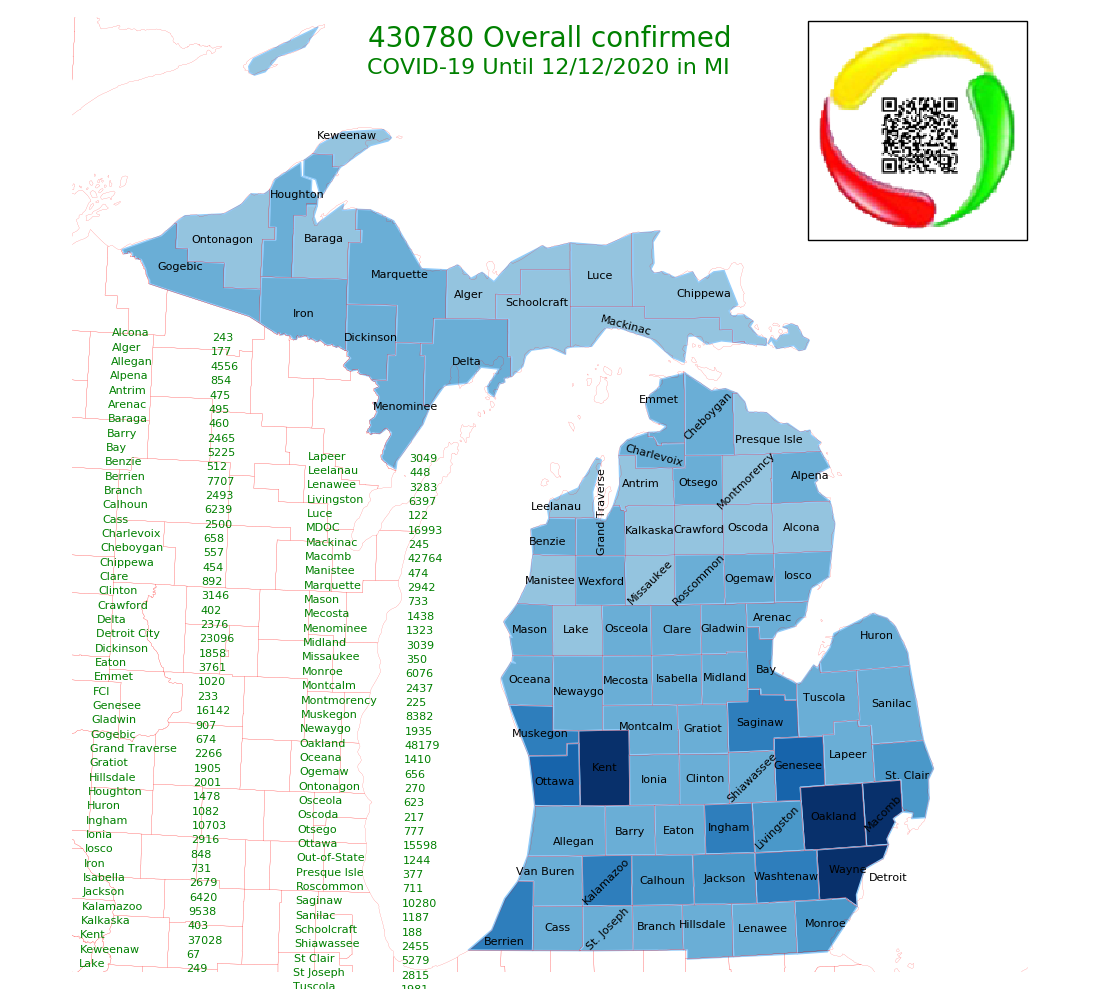 430780 Overall confirmed
COVID-19 Until 12/12/2020 in MI
Keweenaw
Houghton
Ontonagon
Baraga
Gogebic
Marquette
Iron
Dickinson
Menominee
Delta
Alger
Schoolcraft
Luce
Chippewa
Mackinac
Emmet
Cheboygan
Presque Isle
Charlevoix
Antrim
Otsego
Montmorency
Alpena
Leelanau
Grand Traverse
Benzie
Kalkaska
Crawford
Oscoda
Alcona
Manistee
Wexford
Missaukee
Roscommon
Ogemaw
Iosco
Mason
Lake
Osceola
Clare
Gladwin
Arenac
Huron
Oceana
Newaygo
Mecosta
Isabella
Midland
Bay
Tuscola
Sanilac
Muskegon
Montcalm
Gratiot
Saginaw
Ottawa
Kent
Ionia
Clinton
Shiawassee
Genesee
Lapeer
St. Clair
Allegan
Barry
Eaton
Ingham
Livingston
Oakland
Macomb
Van Buren
Kalamazoo
Calhoun
Jackson
Washtenaw
Wayne
Detroit
Berrien
Cass
St. Joseph
Branch
Hillsdale
Lenawee
Monroe
Alcona 243
Alger 177
Allegan 4556
Alpena 854
Antrim 475
Arenac 495
Baraga 460
Barry 2465
Bay 5225
Benzie 512
Berrien 7707
Branch 2493
Calhoun 6239
Cass 2500
Charlevoix 658
Cheboygan 557
Chippewa 454
Clare 892
Clinton 3146
Crawford 402
Delta 2376
Detroit City 23096
Dickinson 1858
Eaton 3761
Emmet 1020
FCI 233
Genesee 16142
Gladwin 907
Gogebic 674
Grand Traverse 2266
Gratiot 1905
Hillsdale 2001
Houghton 1478
Huron 1082
Ingham 10703
Ionia 2916
Iosco 848
Iron 731
Isabella 2679
Jackson 6420
Kalamazoo 9538
Kalkaska 403
Kent 37028
Keweenaw 67
Lake 249
Lapeer 3049
Leelanau 448
Lenawee 3283
Livingston 6397
Luce 122
MDOC 16993
Mackinac 245
Macomb 42764
Manistee 474
Marquette 2942
Mason 733
Mecosta 1438
Menominee 1323
Midland 3039
Missaukee 350
Monroe 6076
Montcalm 2437
Montmorency 225
Muskegon 8382
Newaygo 1935
Oakland 48179
Oceana 1410
Ogemaw 656
Ontonagon 270
Osceola 623
Oscoda 217
Otsego 777
Ottawa 15598
Out-of-State 1244
Presque Isle 377
Roscommon 711
Saginaw 10280
Sanilac 1187
Schoolcraft 188
Shiawassee 2455
St Clair 5279
St Joseph 2815
Tuscola 1981